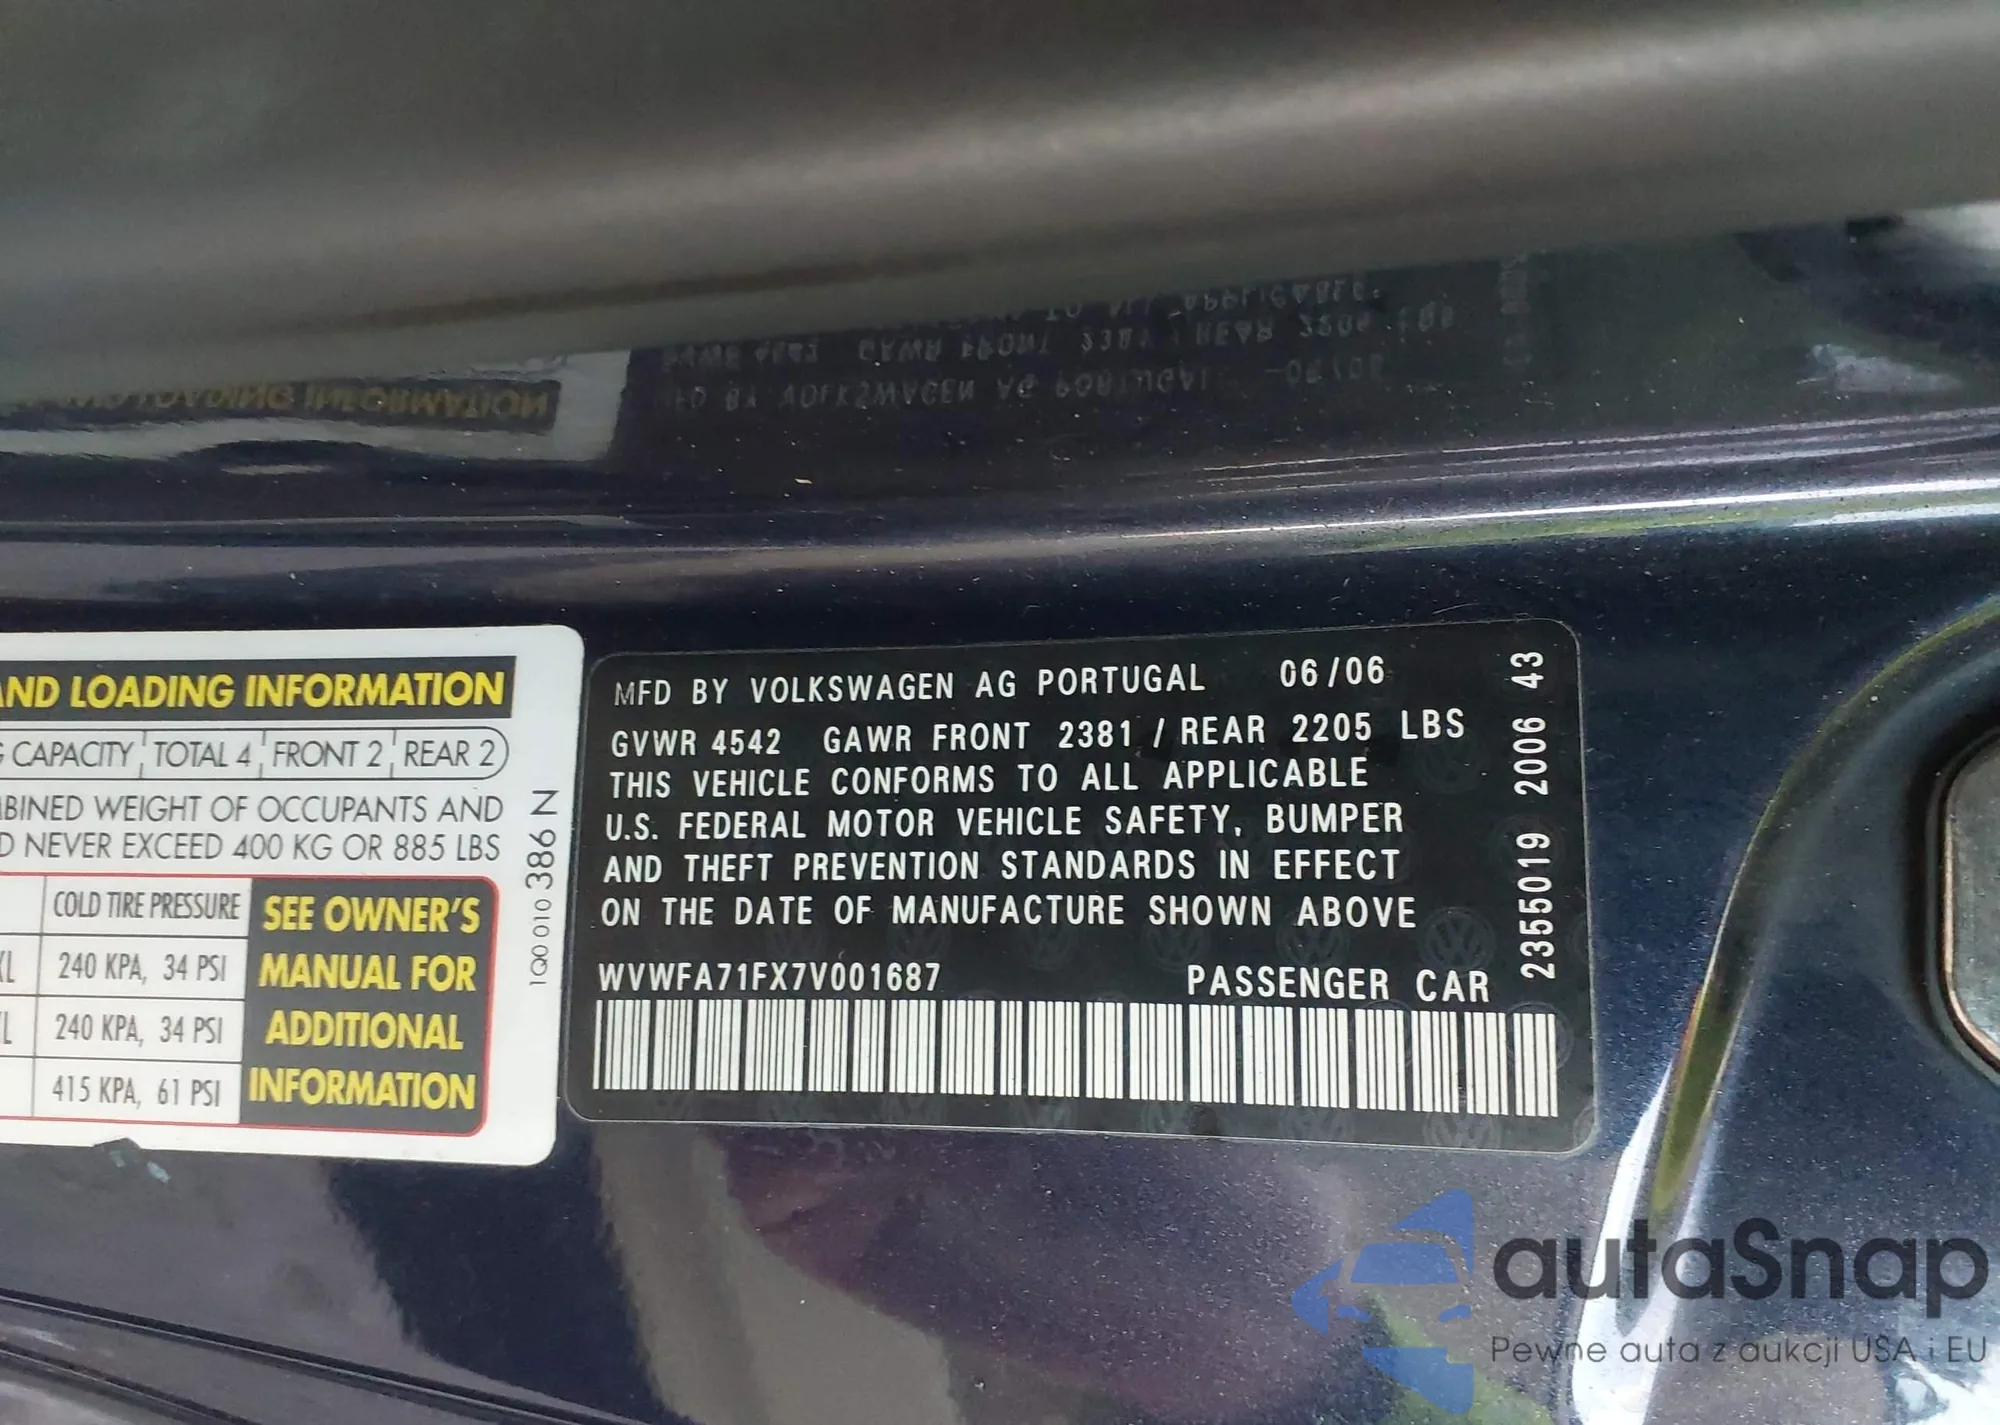 AND LOADING INFORMATION
CAPACITY TOTAL 4 FRONT 2 REAR 2
WEIGHT OF OCCUPANTS AND
NEVER EXCEED 400 KG OR 885 LBS
COLD TIRE PRESSURE
240 KPA, 34 PSI
240 KPA, 34 PSI
415 KPA, 61 PSI
SEE OWNER'S
MANUAL FOR
ADDITIONAL
INFORMATION
1Q0 010 386 N
MFD BY VOLKSWAGEN AG PORTUGAL 06/06
GVWR 4542 GAWR FRONT 2381 / REAR 2205 LBS
THIS VEHICLE CONFORMS TO ALL APPLICABLE
U.S. FEDERAL MOTOR VEHICLE SAFETY, BUMPER
AND THEFT PREVENTION STANDARDS IN EFFECT
ON THE DATE OF MANUFACTURE SHOWN ABOVE
WVWFA71FX7V001687 PASSENGER CAR
2355019 2006 43
autaSnap
Pewne auta z aukcji USA i EU